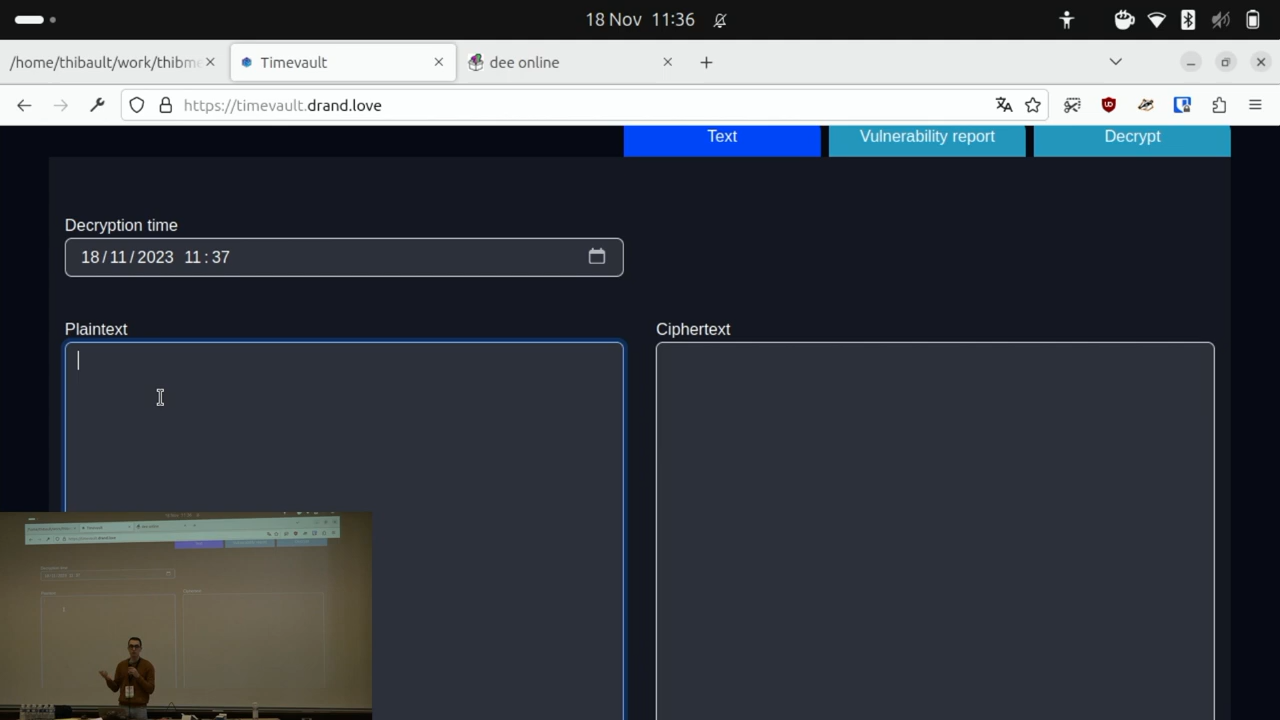 18 Nov 11:36
/home/thibault/work/thibme
Timevault
dee online
https://timevault.drand.love
Text
Vulnerability report
Decrypt
Decryption time
18/11/2023 11:37
Plaintext
Ciphertext